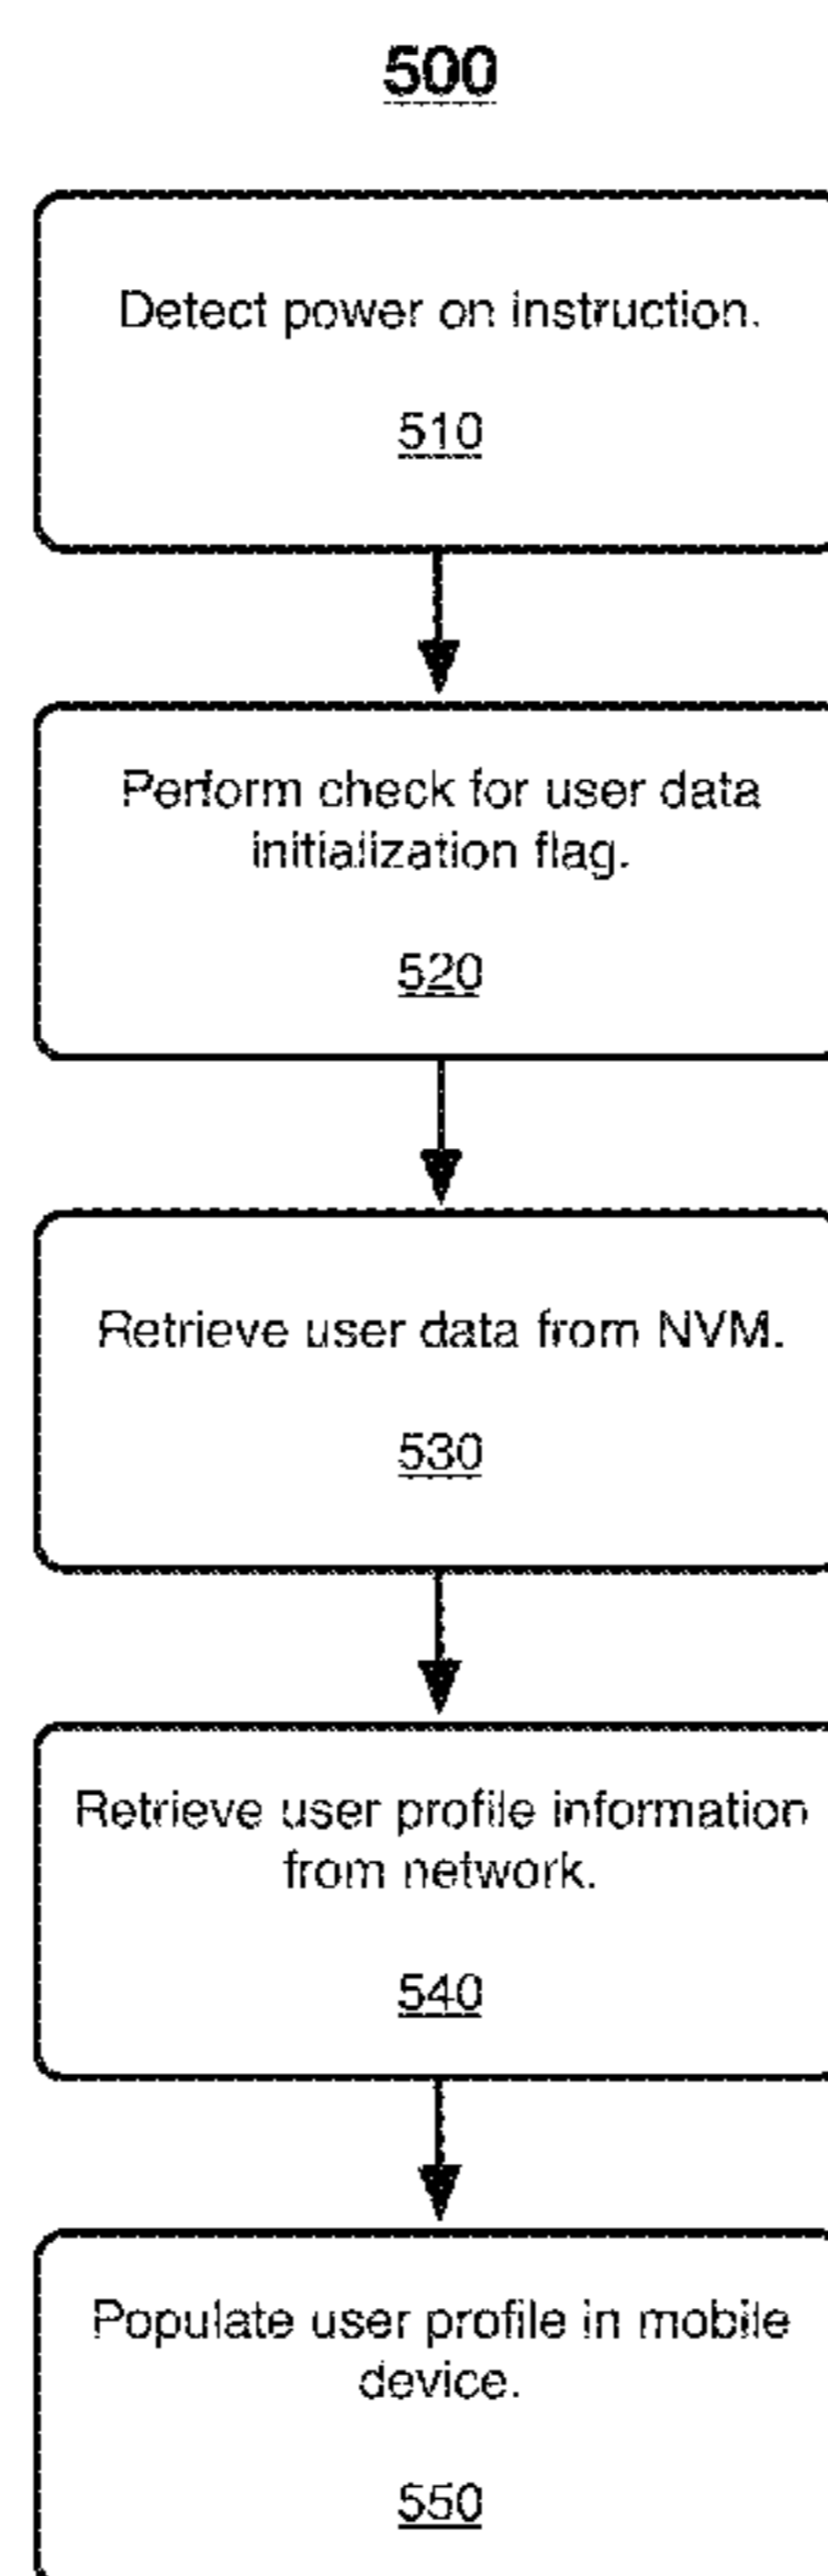 500
Detect power on instruction.
510
Perform check for user data
initialization flag.
520
Retrieve user data from NVM.
530
Retrieve user profile information
from network.
540
Populate user profile in mobile
device.
550